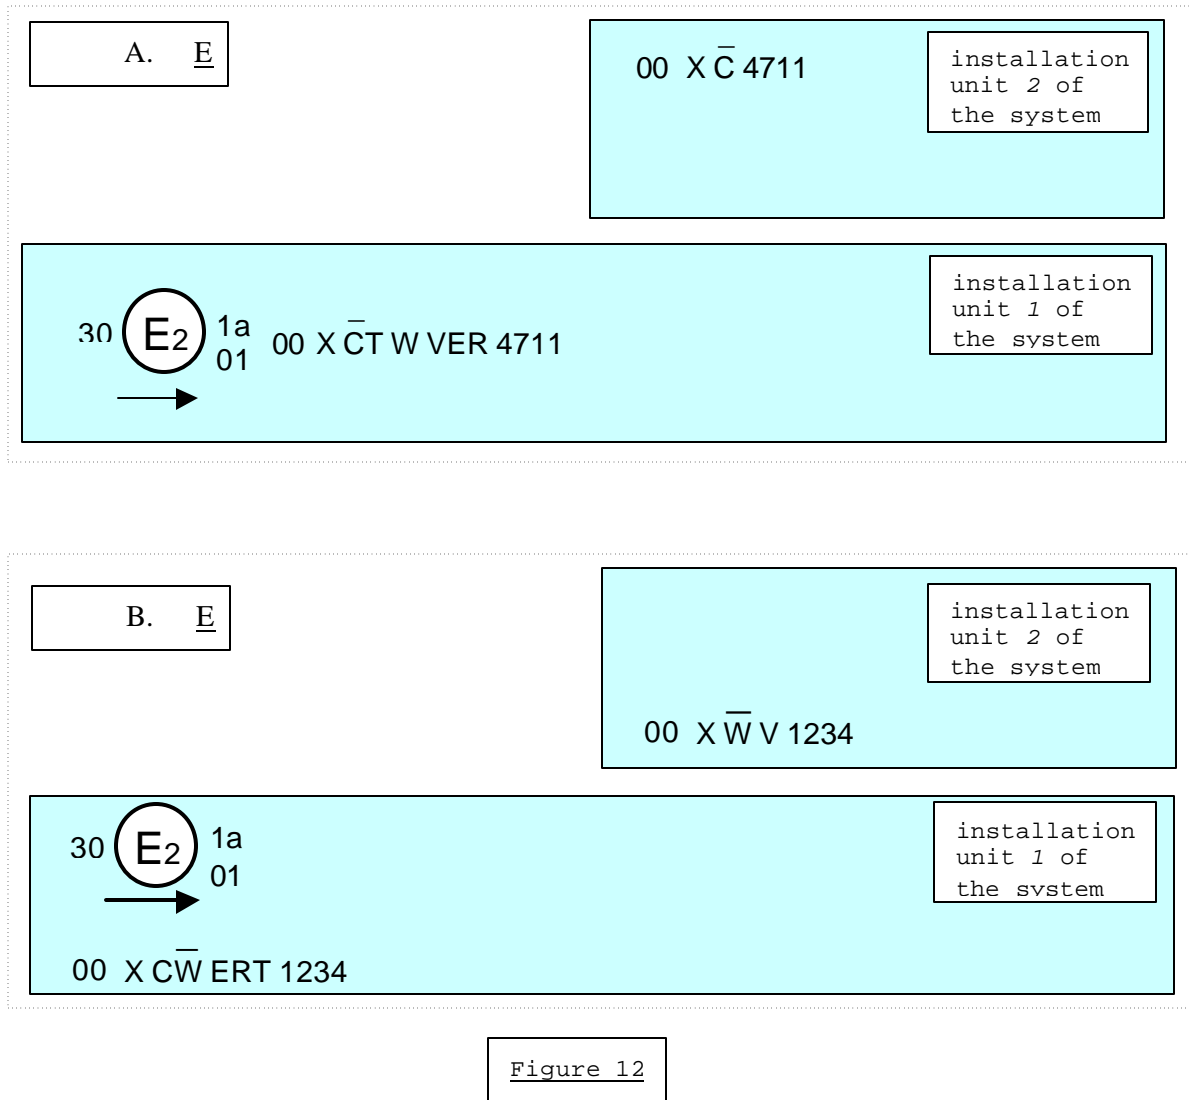 A. E
00 X C̅ 4711
installation
unit 2 of
the system
installation
unit 1 of
the system
30 E2 1a
01
00 X C̅T W VER 4711
B. E
installation
unit 2 of
the system
00 X W̅ V 1234
30 E2 1a
01
installation
unit 1 of
the system
00 X CW̅ ERT 1234
Figure 12